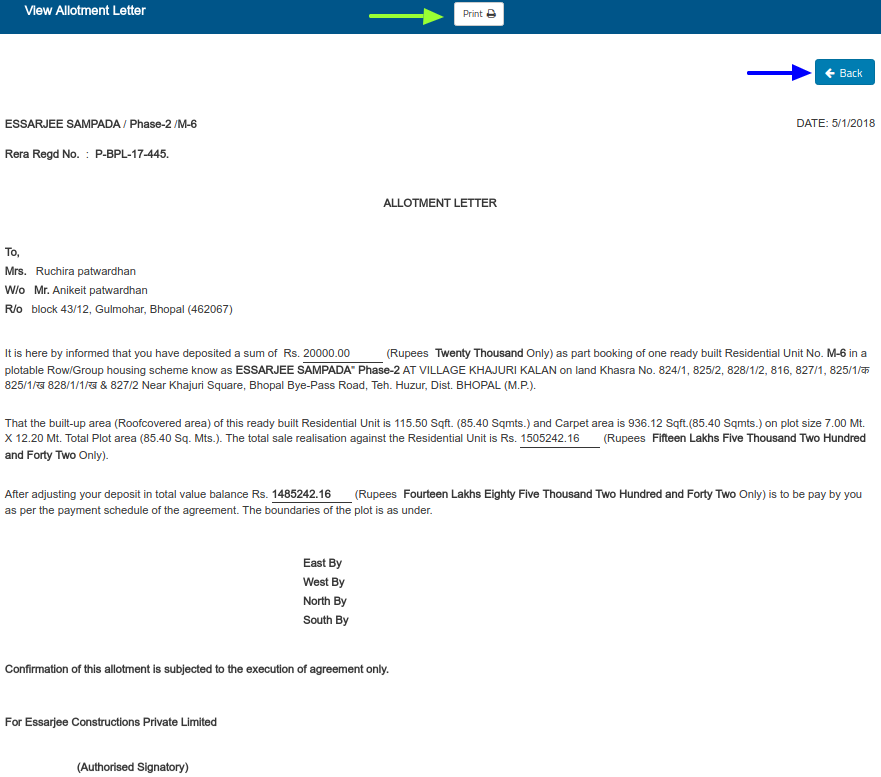 View Allotment Letter
Print
Back
ESSARJEE SAMPADA / Phase-2 /M-6
DATE: 5/1/2018
Rera Regd No. : P-BPL-17-445.
ALLOTMENT LETTER
To,
Mrs. Ruchira patwardhan
W/o Mr. Anikeit patwardhan
R/o block 43/12, Gulmohar, Bhopal (462067)
It is here by informed that you have deposited a sum of Rs. 20000.00 (Rupees Twenty Thousand Only) as part booking of one ready built Residential Unit No. M-6 in a
plotable Row/Group housing scheme know as ESSARJEE SAMPADA" Phase-2 AT VILLAGE KHAJURI KALAN on land Khasra No. 824/1, 825/2, 828/1/2, 816, 827/1, 825/1/क
825/1/ख 828/1/1/ख & 827/2 Near Khajuri Square, Bhopal Bye-Pass Road, Teh. Huzur, Dist. BHOPAL (M.P.).
That the built-up area (Roofcovered area) of this ready built Residential Unit is 115.50 Sqft. (85.40 Sqmts.) and Carpet area is 936.12 Sqft.(85.40 Sqmts.) on plot size 7.00 Mt.
X 12.20 Mt. Total Plot area (85.40 Sq. Mts.). The total sale realisation against the Residential Unit is Rs. 1505242.16 (Rupees Fifteen Lakhs Five Thousand Two Hundred
and Forty Two Only).
After adjusting your deposit in total value balance Rs. 1485242.16 (Rupees Fourteen Lakhs Eighty Five Thousand Two Hundred and Forty Two Only) is to be pay by you
as per the payment schedule of the agreement. The boundaries of the plot is as under.
East By
West By
North By
South By
Confirmation of this allotment is subjected to the execution of agreement only.
For Essarjee Constructions Private Limited
(Authorised Signatory)